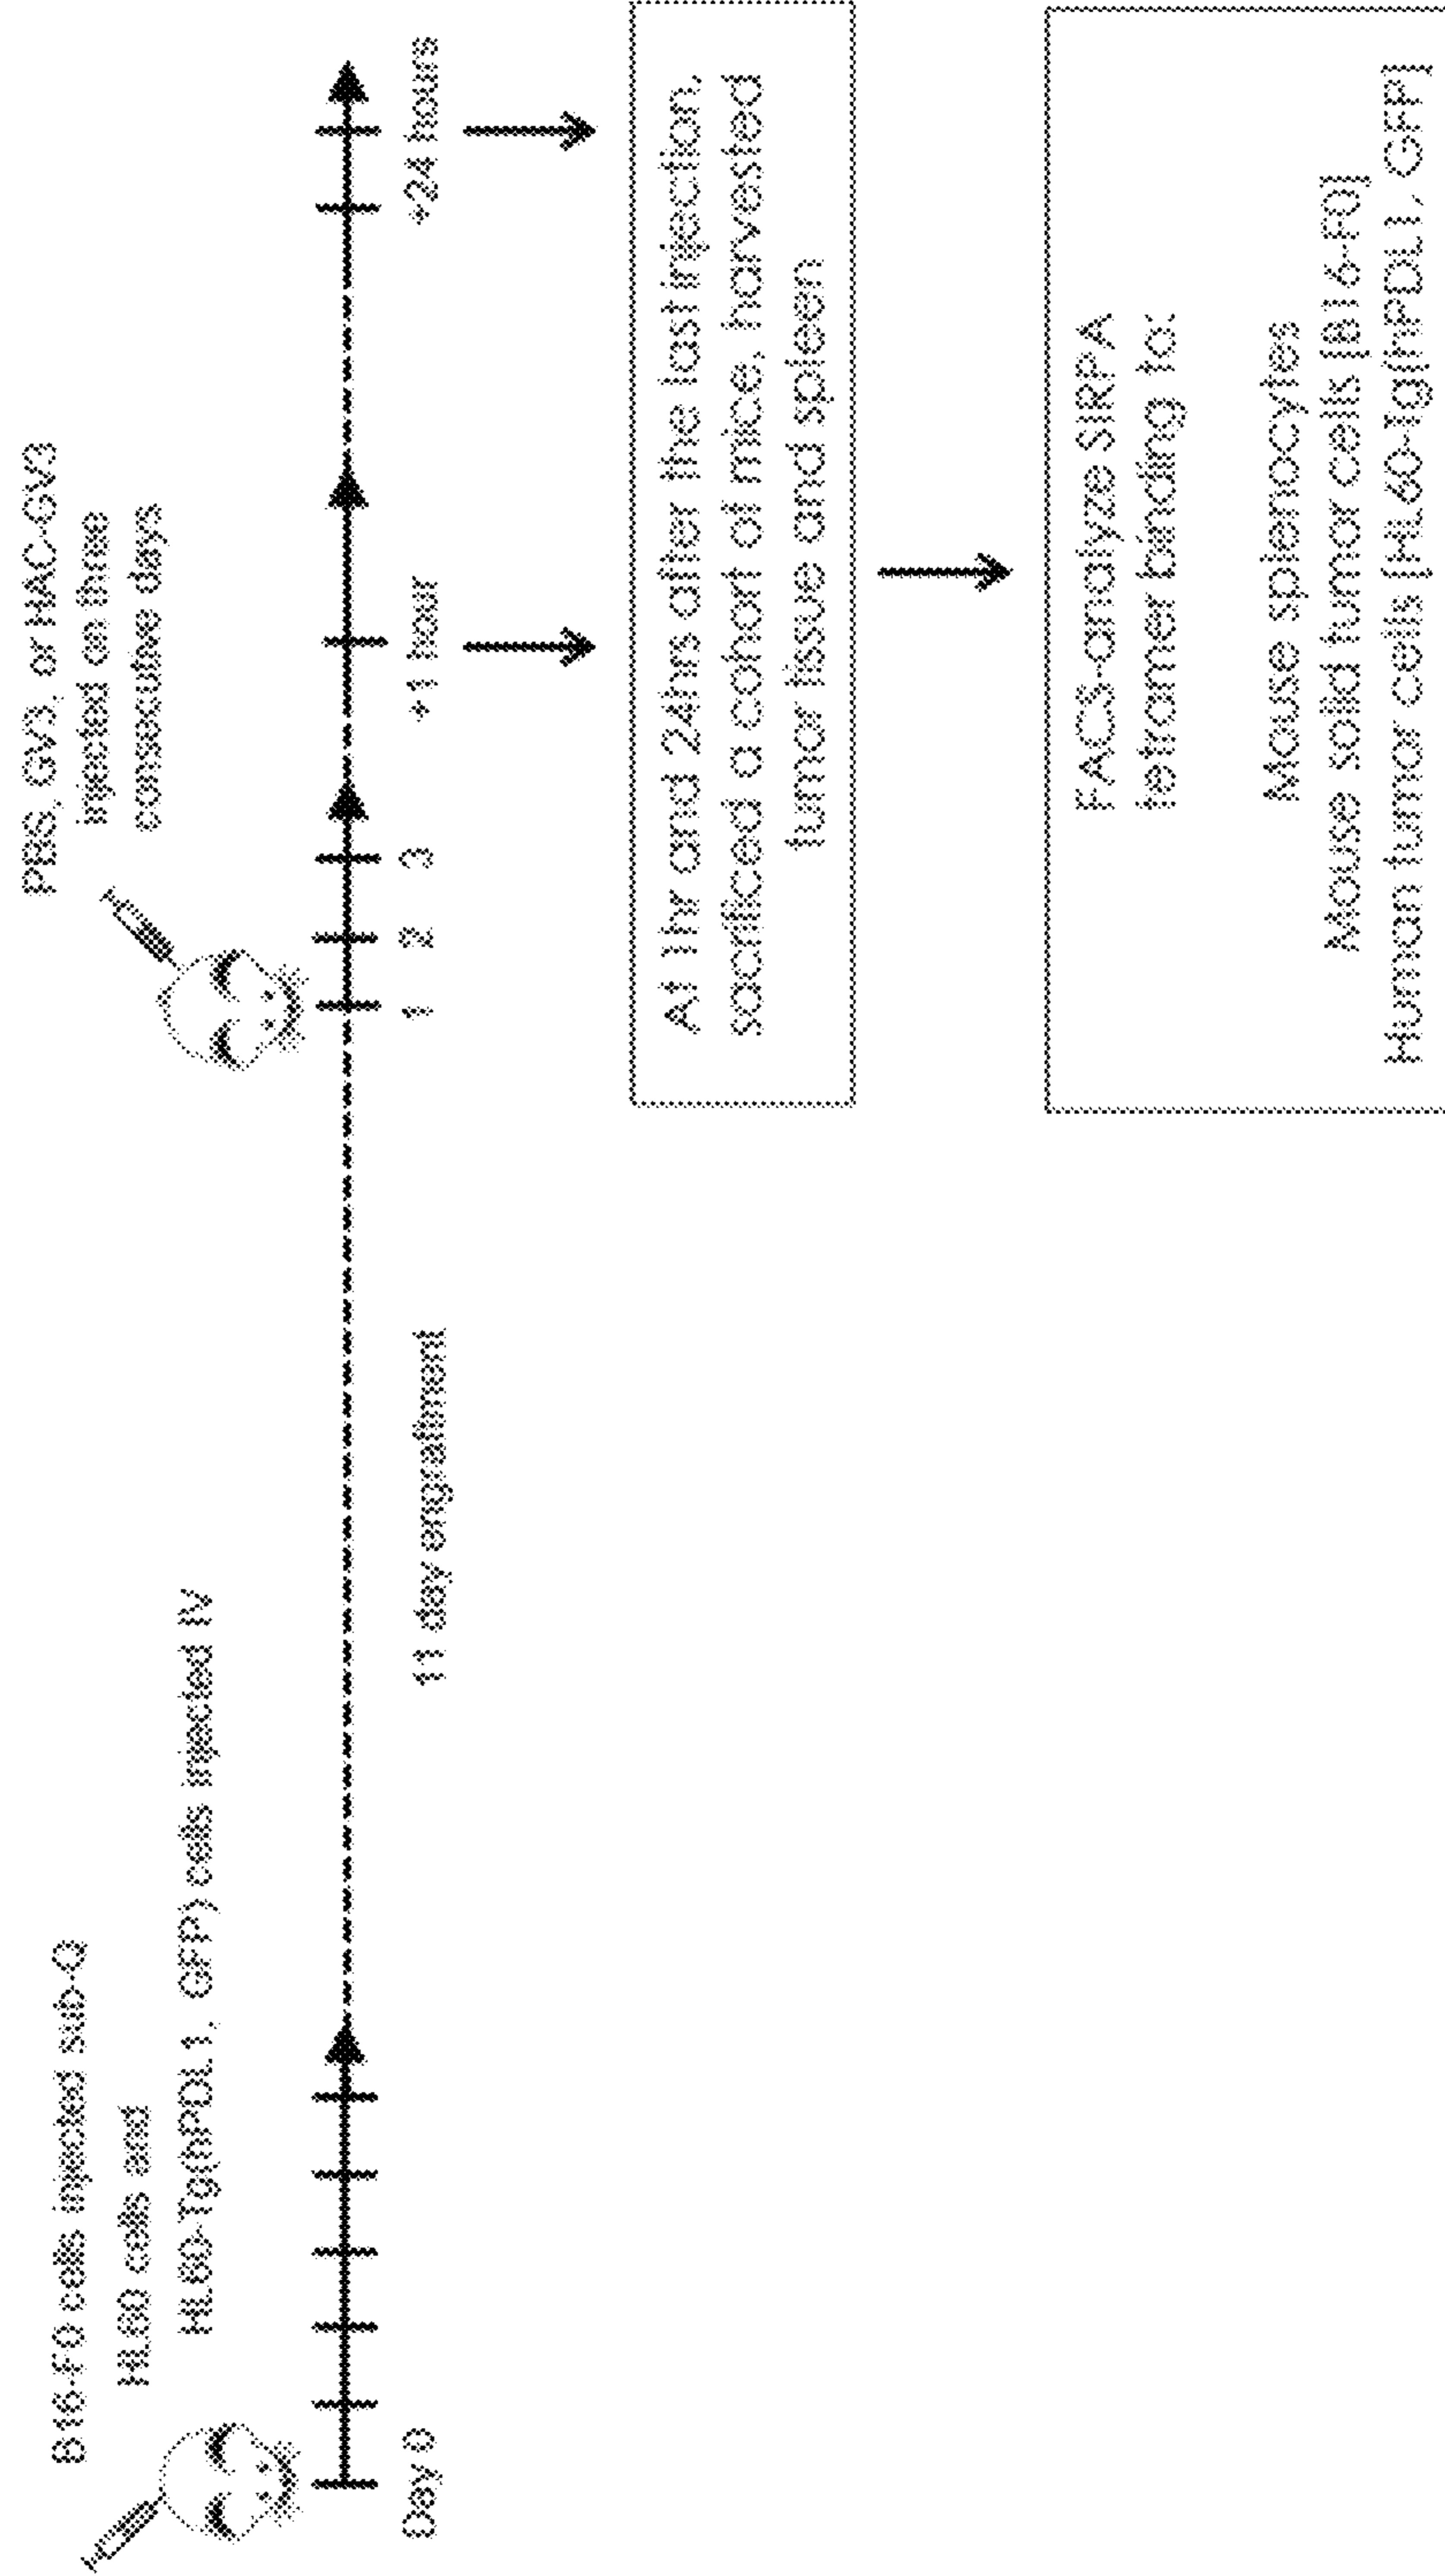 B16-F0 cells injected sub-Q
HL60 cells and
HL60-Tg(hPDL1, GFP) cells injected IV
PBS, GV3, or HAC-GV3
injected on three
consecutive days
Day 0
11 day engraftment
1
2
3
+1 hour
+24 hours
At 1hr and 24hrs after the last injection,
sacrificed a cohort of mice, harvested
tumor tissue and spleen
FACS-analyze SIRPA
tetramer binding to:
Mouse splenocytes
Mouse solid tumor cells [B16-F0]
Human tumor cells [HL60-Tg(hPDL1, GFP]